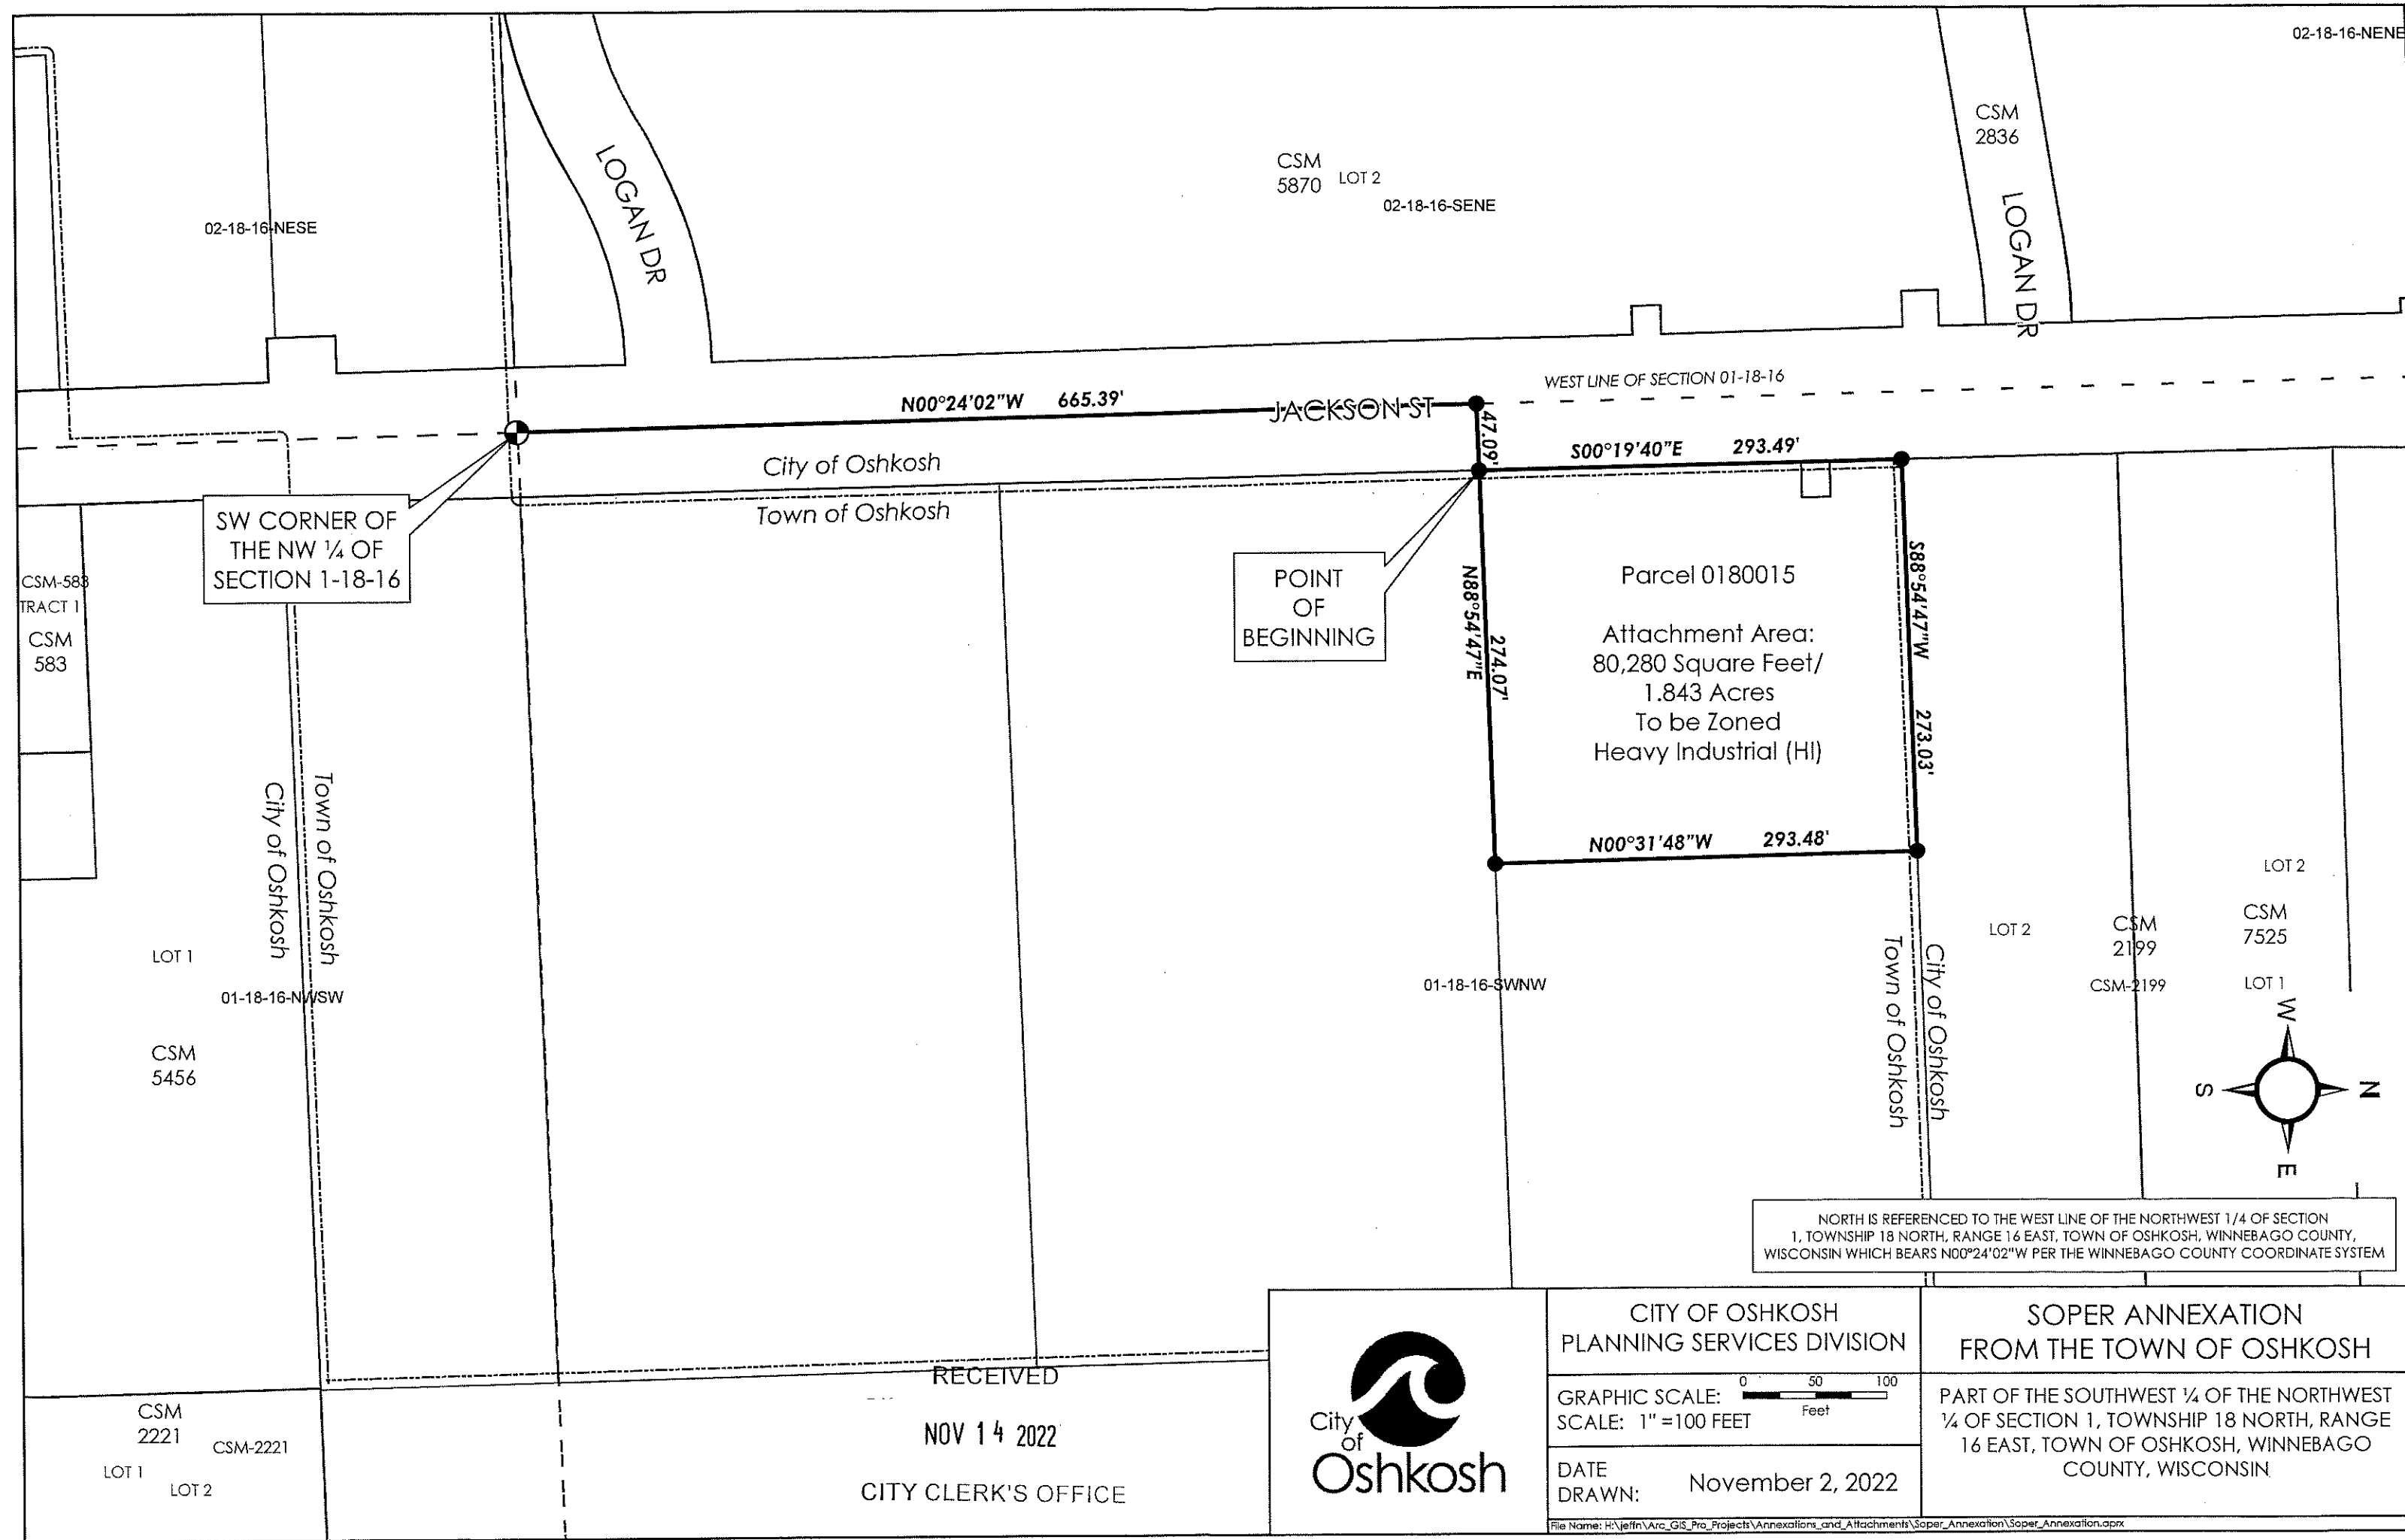 02-18-16-NENE
CSM
2836
LOGAN DR
CSM
5870
LOT 2
02-18-16-SENE
LOGAN DR
02-18-16-NESE
WEST LINE OF SECTION 01-18-16
N00°24'02"W 665.39'
JACKSON ST
47.09'
S00°19'40"E 293.49'
City of Oshkosh
Town of Oshkosh
SW CORNER OF
THE NW ¼ OF
SECTION 1-18-16
CSM-583
TRACT 1
CSM
583
POINT
OF
BEGINNING
N88°54'47"E
274.07'
Parcel 0180015
Attachment Area:
80,280 Square Feet/
1.843 Acres
To be Zoned
Heavy Industrial (HI)
S88°54'47"W 273.03'
N00°31'48"W 293.48'
Town of Oshkosh
City of Oshkosh
LOT 1
01-18-16-NWSW
CSM
5456
01-18-16-SWNW
City of Oshkosh
Town of Oshkosh
LOT 2
CSM
2199
CSM-2199
LOT 2
CSM
7525
LOT 1
W
N
S
E
NORTH IS REFERENCED TO THE WEST LINE OF THE NORTHWEST 1/4 OF SECTION
1, TOWNSHIP 18 NORTH, RANGE 16 EAST, TOWN OF OSHKOSH, WINNEBAGO COUNTY,
WISCONSIN WHICH BEARS N00°24'02"W PER THE WINNEBAGO COUNTY COORDINATE SYSTEM
CSM
2221
CSM-2221
LOT 1
LOT 2
RECEIVED
NOV 14 2022
CITY CLERK'S OFFICE
City
of
Oshkosh
CITY OF OSHKOSH
PLANNING SERVICES DIVISION
GRAPHIC SCALE: 0 50 100
Feet
SCALE: 1" =100 FEET
DATE
DRAWN: November 2, 2022
SOPER ANNEXATION
FROM THE TOWN OF OSHKOSH
PART OF THE SOUTHWEST ¼ OF THE NORTHWEST
¼ OF SECTION 1, TOWNSHIP 18 NORTH, RANGE
16 EAST, TOWN OF OSHKOSH, WINNEBAGO
COUNTY, WISCONSIN
File Name: H:\jeffn\Arc_GIS_Pro_Projects\Annexations_and_Attachments\Soper_Annexation\Soper_Annexation.aprx